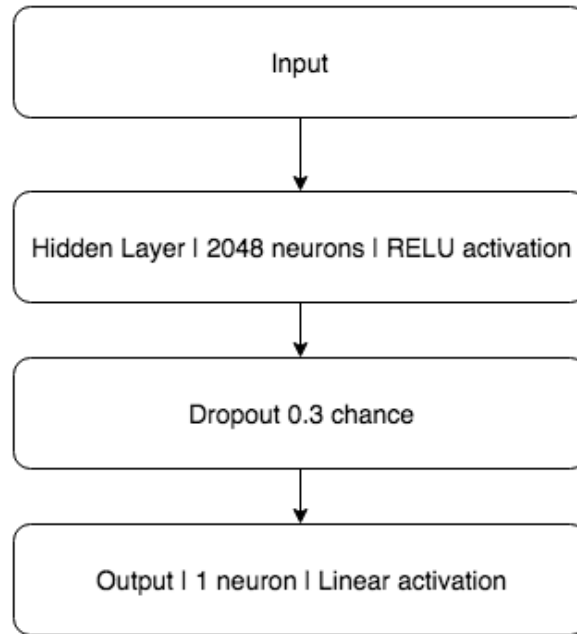 Input
Hidden Layer | 2048 neurons | RELU activation
Dropout 0.3 chance
Output | 1 neuron | Linear activation